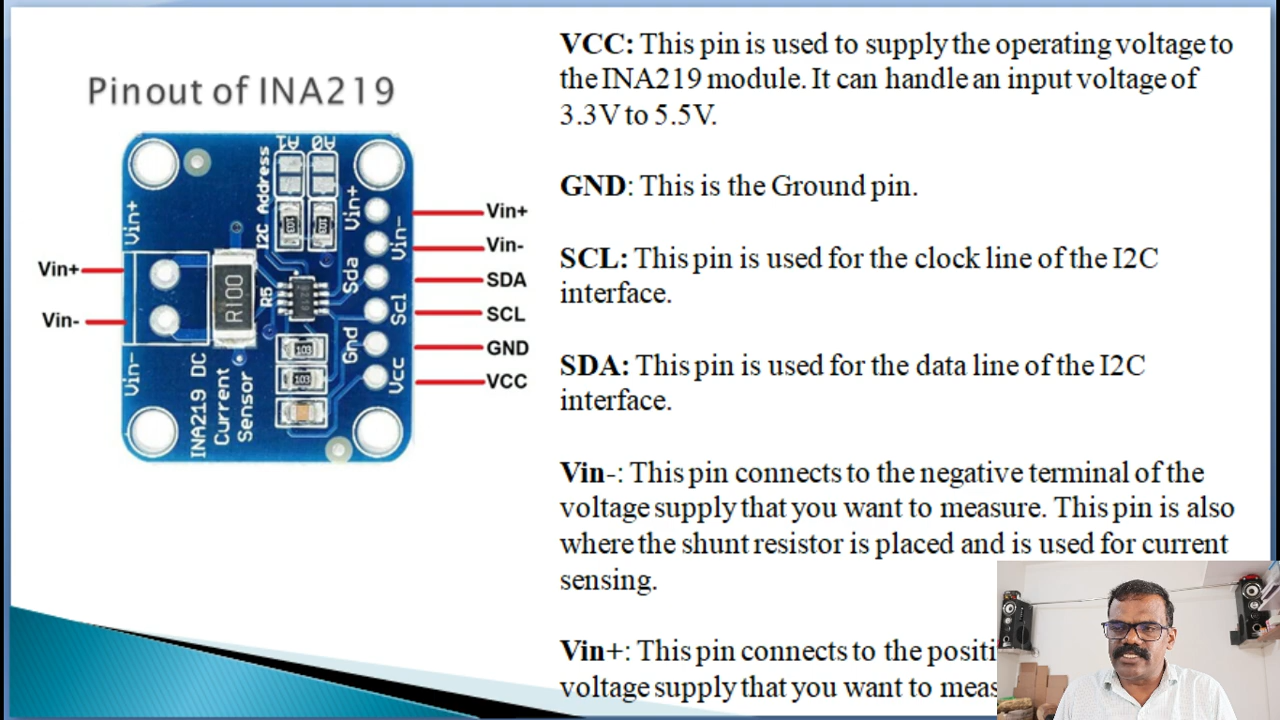 Pinout of INA219
VCC: This pin is used to supply the operating voltage to
the INA219 module. It can handle an input voltage of
3.3V to 5.5V.
GND: This is the Ground pin.
SCL: This pin is used for the clock line of the I2C
interface.
SDA: This pin is used for the data line of the I2C
interface.
Vin-: This pin connects to the negative terminal of the
voltage supply that you want to measure. This pin is also
where the shunt resistor is placed and is used for current
sensing.
Vin+: This pin connects to the
voltage supply that you want to
Vin+
Vin-
Vin+
Vin-
SDA
SCL
GND
VCC
A1
A0
I2C Address
Vin+
Vin-
Vin+
Vin-
Sda
Scl
Gnd
Vcc
R100
R5
103
103
103
103
INA219 DC
Current
Sensor